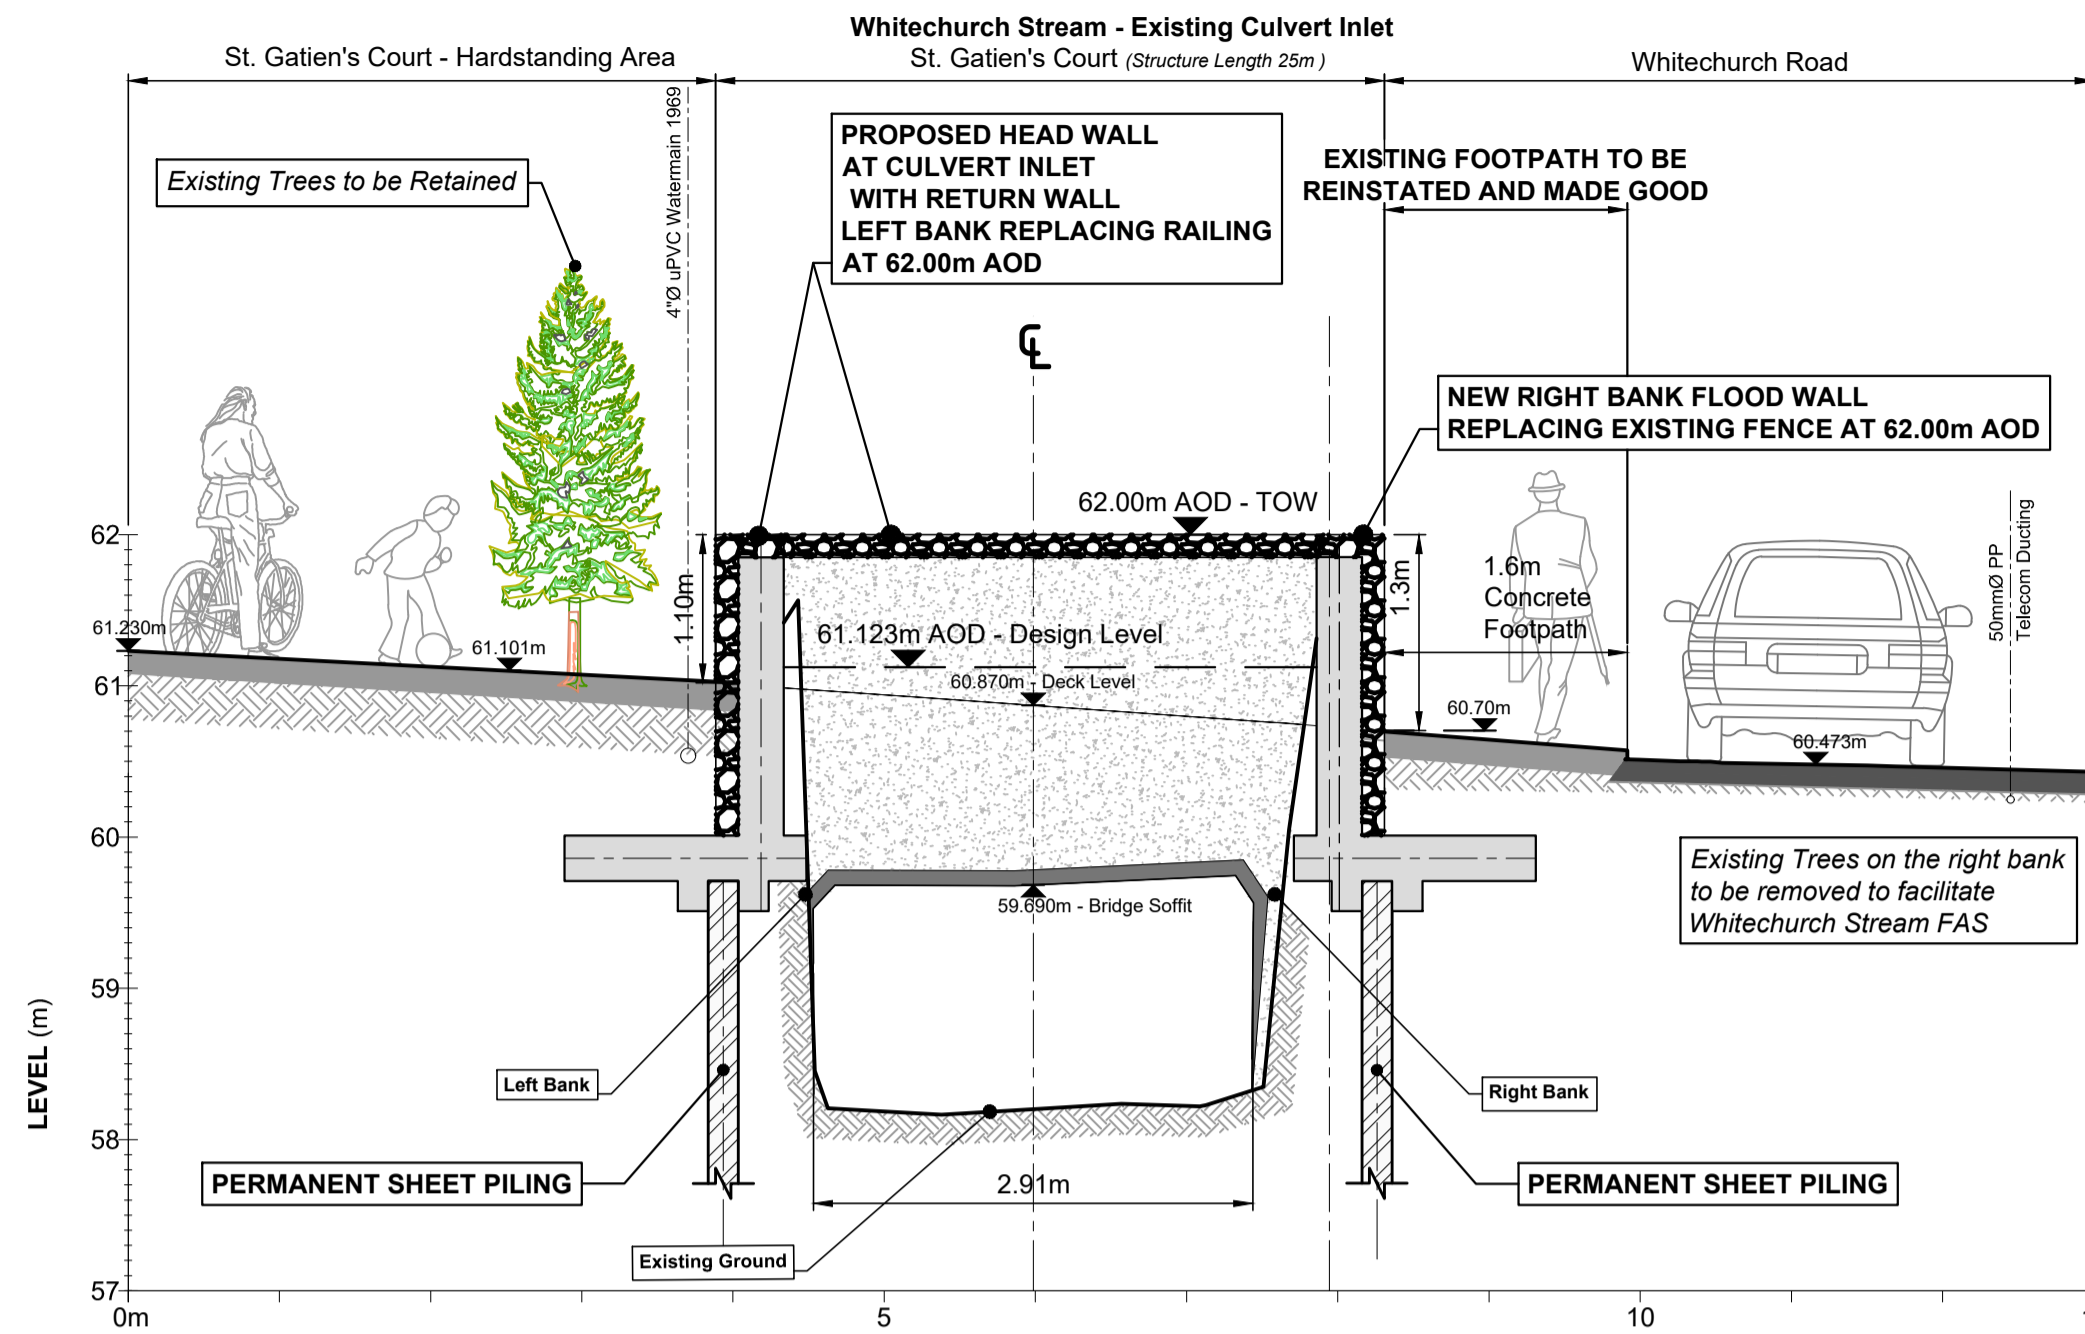 Whitechurch Stream - Existing Culvert Inlet
St. Gatien's Court - Hardstanding Area
St. Gatien's Court (Structure Length 25m )
Whitechurch Road
4"Ø uPVC Watermain 1969
PROPOSED HEAD WALL
AT CULVERT INLET
WITH RETURN WALL
LEFT BANK REPLACING RAILING
AT 62.00m AOD
EXISTING FOOTPATH TO BE
REINSTATED AND MADE GOOD
Existing Trees to be Retained
CL
NEW RIGHT BANK FLOOD WALL
REPLACING EXISTING FENCE AT 62.00m AOD
62.00m AOD - TOW
62
1.10m
1.3m
1.6m
Concrete
Footpath
50mmØ PP
Telecom Ducting
61.230m
61.101m
61.123m AOD - Design Level
61
60.870m - Deck Level
60.70m
60.473m
60
Existing Trees on the right bank
to be removed to facilitate
Whitechurch Stream FAS
59.690m - Bridge Soffit
59
LEVEL (m)
Left Bank
Right Bank
58
PERMANENT SHEET PILING
2.91m
PERMANENT SHEET PILING
Existing Ground
57
0m
5
10